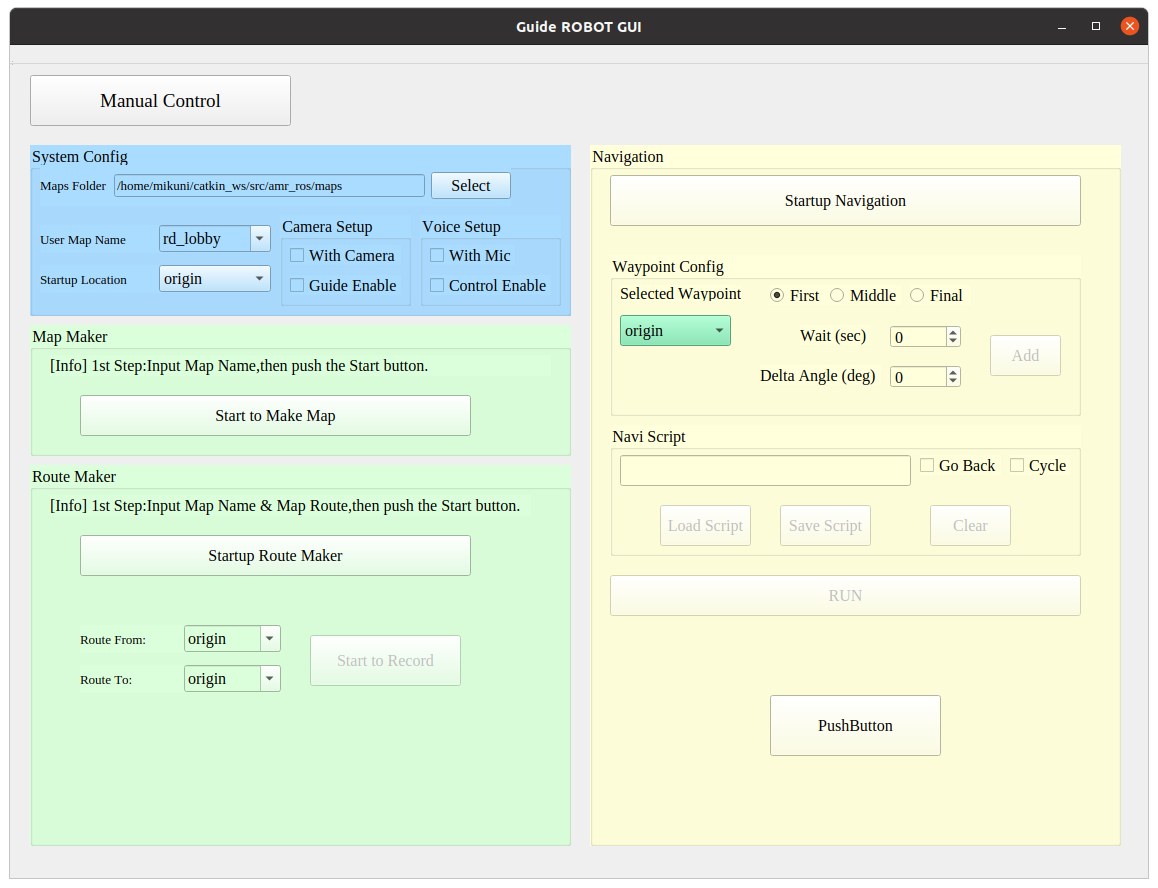 Guide ROBOT GUI
Manual Control
System Config
Maps Folder /home/mikuni/catkin_ws/src/amr_ros/maps Select
User Map Name rd_lobby
Startup Location origin
Camera Setup
With Camera
Guide Enable
Voice Setup
With Mic
Control Enable
Map Maker
[Info] 1st Step:Input Map Name,then push the Start button.
Start to Make Map
Route Maker
[Info] 1st Step:Input Map Name & Map Route,then push the Start button.
Startup Route Maker
Route From: origin
Route To: origin
Start to Record
Navigation
Startup Navigation
Waypoint Config
Selected Waypoint First Middle Final
origin
Wait (sec) 0
Delta Angle (deg) 0
Add
Navi Script
Go Back Cycle
Load Script Save Script Clear
RUN
PushButton